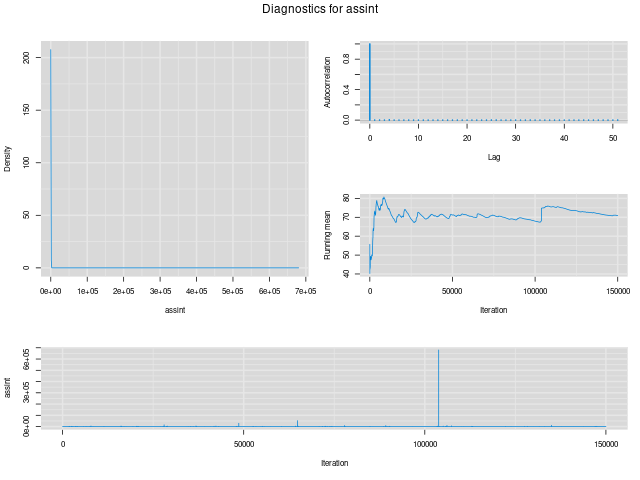 Diagnostics for assint
Density
0 50 100 150 200
0e+00 1e+05 2e+05 3e+05 4e+05 5e+05 6e+05 7e+05
assint
Autocorrelation
0.0 0.4 0.8
0 10 20 30 40 50
Lag
Running mean
40 50 60 70 80
0 50000 100000 150000
Iteration
assint
0e+00 3e+05 6e+05
0 50000 100000 150000
Iteration